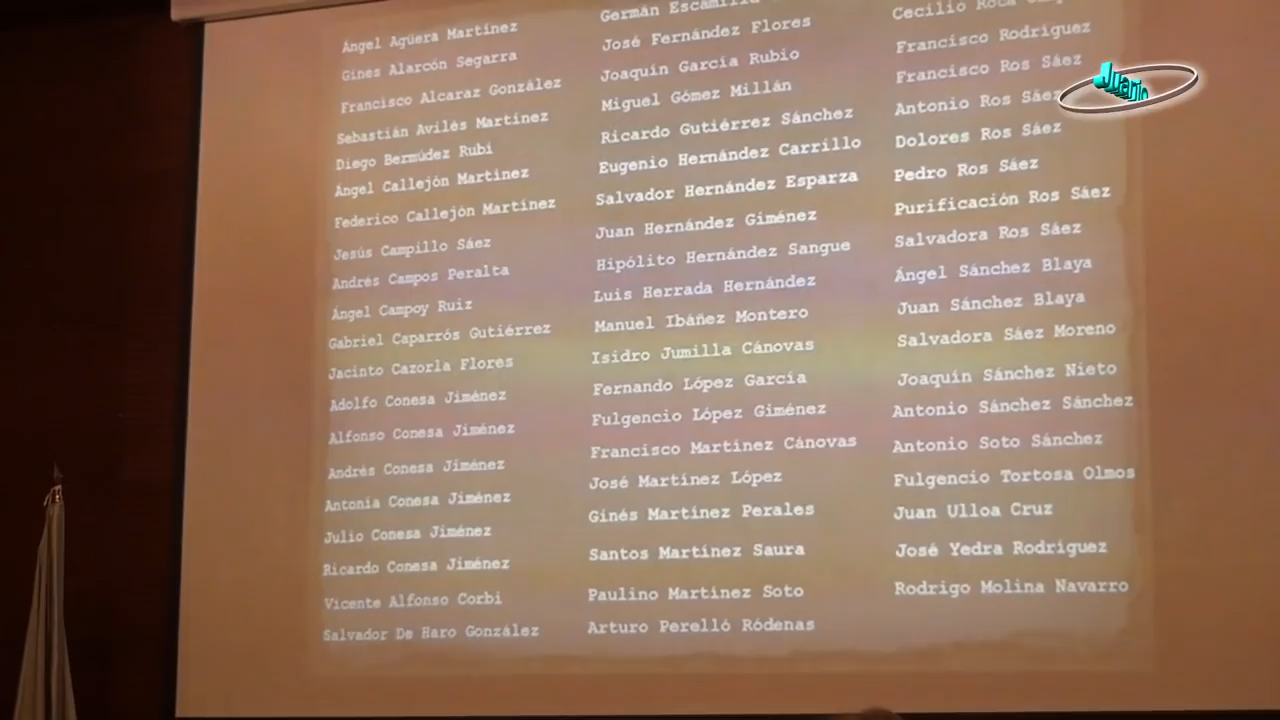 Ángel Agüera Martínez
Ginés Alarcón Segarra
Francisco Alcaraz González
Sebastián Avilés Martínez
Diego Bermúdez Rubí
Ángel Callejón Martínez
Federico Callejón Martínez
Jesús Campillo Sáez
Andrés Campos Peralta
Ángel Campoy Ruiz
Gabriel Caparrós Gutiérrez
Jacinto Cazorla Flores
Adolfo Conesa Jiménez
Alfonso Conesa Jiménez
Andrés Conesa Jiménez
Antonia Conesa Jiménez
Julio Conesa Jiménez
Ricardo Conesa Jiménez
Vicente Alfonso Corbí
Salvador De Haro González
Germán
José Fernández Flores
Joaquín García Rubio
Miguel Gómez Millán
Ricardo Gutiérrez Sánchez
Eugenio Hernández Carrillo
Salvador Hernández Esparza
Juan Hernández Giménez
Hipólito Hernández Sangue
Luis Herrada Hernández
Manuel Ibáñez Montero
Isidro Jumilla Cánovas
Fernando López García
Fulgencio López Giménez
Francisco Martínez Cánovas
José Martínez López
Ginés Martínez Perales
Santos Martínez Saura
Paulino Martínez Soto
Arturo Perelló Ródenas
Cecilio
Francisco Rodríguez
Francisco Ros Sáez
Antonio Ros Sáez
Dolores Ros Sáez
Pedro Ros Sáez
Purificación Ros Sáez
Salvadora Ros Sáez
Ángel Sánchez Blaya
Juan Sánchez Blaya
Salvadora Sáez Moreno
Joaquín Sánchez Nieto
Antonio Sánchez Sánchez
Antonio Soto Sánchez
Fulgencio Tortosa Olmos
Juan Ulloa Cruz
José Yedra Rodríguez
Rodrigo Molina Navarro